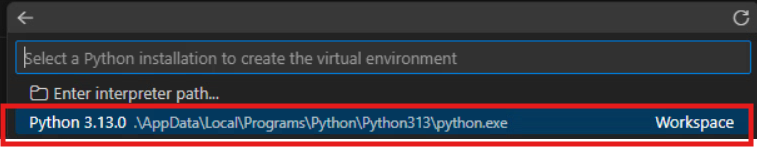 Select a Python installation to create the virtual environment
Enter interpreter path...
Python 3.13.0 .\AppData\Local\Programs\Python\Python313\python.exe Workspace